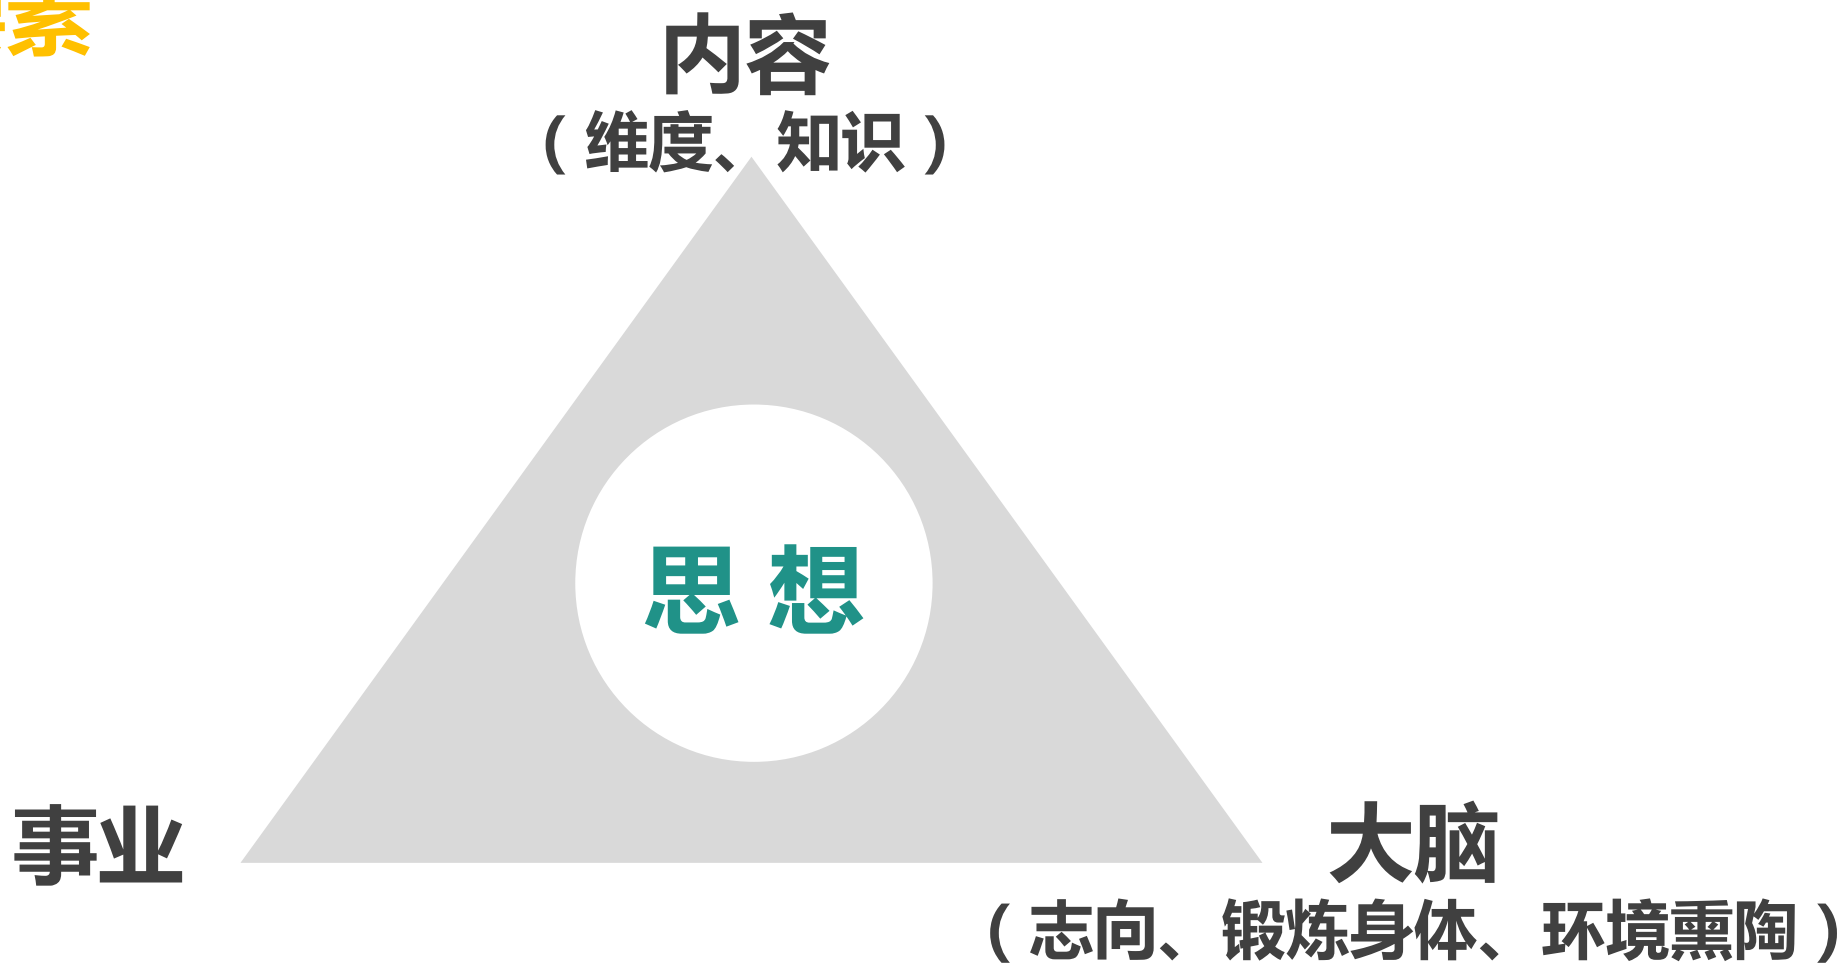 素
内容
（维度、知识）
思想
事业
大脑
（志向、锻炼身体、环境熏陶）